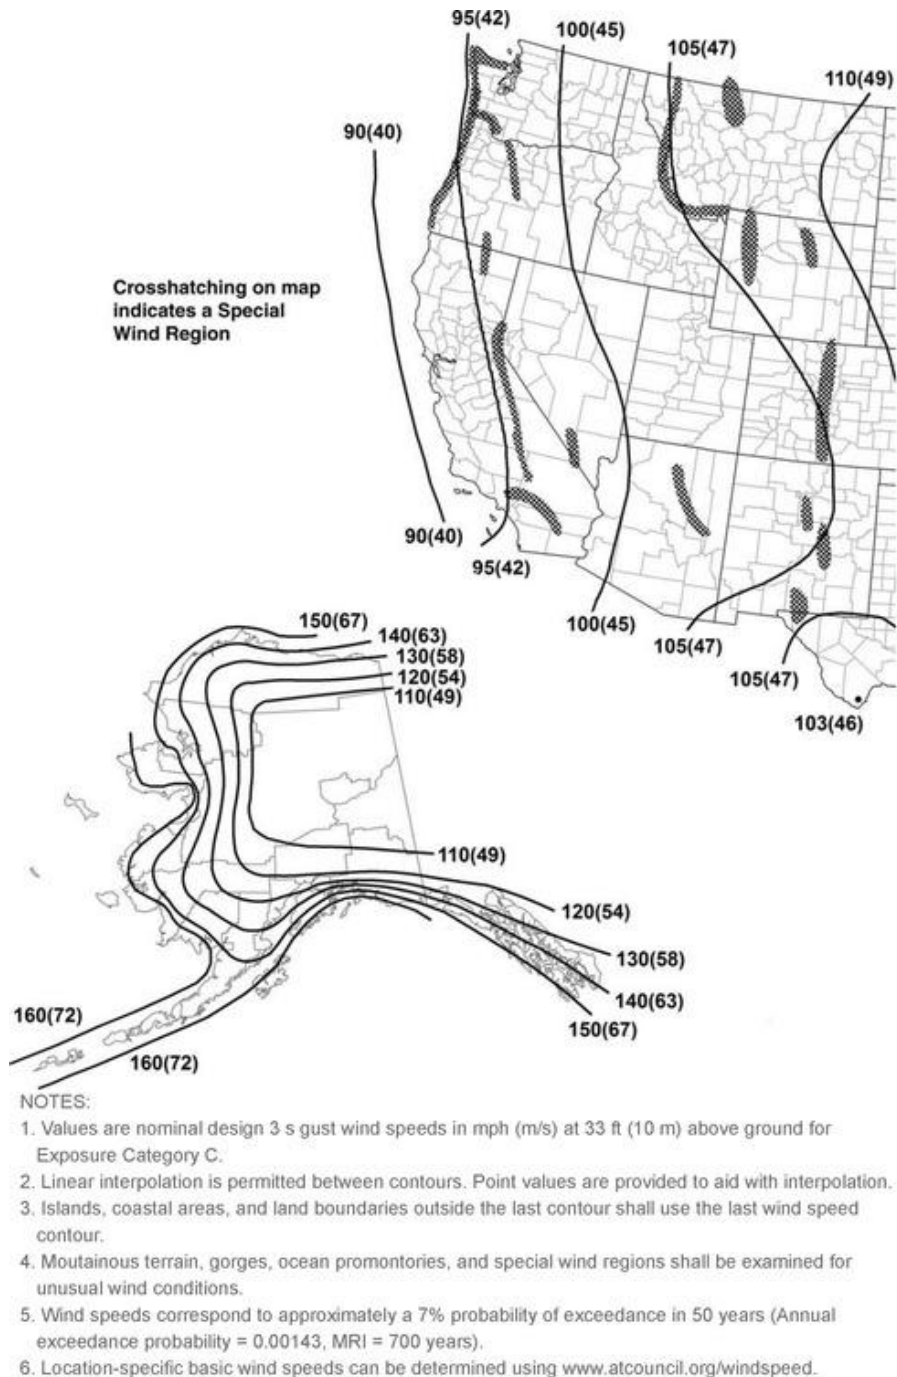 95(42)
100(45)
105(47)
110(49)
90(40)
Crosshatching on map
indicates a Special
Wind Region
90(40)
95(42)
100(45)
105(47)
105(47)
103(46)
150(67)
140(63)
130(58)
120(54)
110(49)
110(49)
120(54)
130(58)
140(63)
150(67)
160(72)
160(72)
NOTES:
1. Values are nominal design 3 s gust wind speeds in mph (m/s) at 33 ft (10 m) above ground for
Exposure Category C.
2. Linear interpolation is permitted between contours. Point values are provided to aid with interpolation.
3. Islands, coastal areas, and land boundaries outside the last contour shall use the last wind speed
contour.
4. Moutainous terrain, gorges, ocean promontories, and special wind regions shall be examined for
unusual wind conditions.
5. Wind speeds correspond to approximately a 7% probability of exceedance in 50 years (Annual
exceedance probability = 0.00143, MRI = 700 years).
6. Location-specific basic wind speeds can be determined using www.atcouncil.org/windspeed.